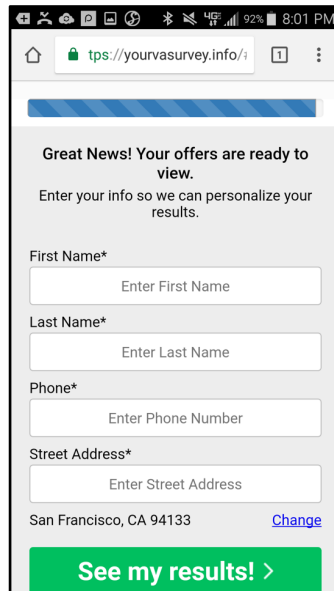 4G 92% 8:01 PM
tps://yourvasurvey.info/
1
Great News! Your offers are ready to
view.
Enter your info so we can personalize your
results.
First Name*
Enter First Name
Last Name*
Enter Last Name
Phone*
Enter Phone Number
Street Address*
Enter Street Address
San Francisco, CA 94133 Change
See my results! >